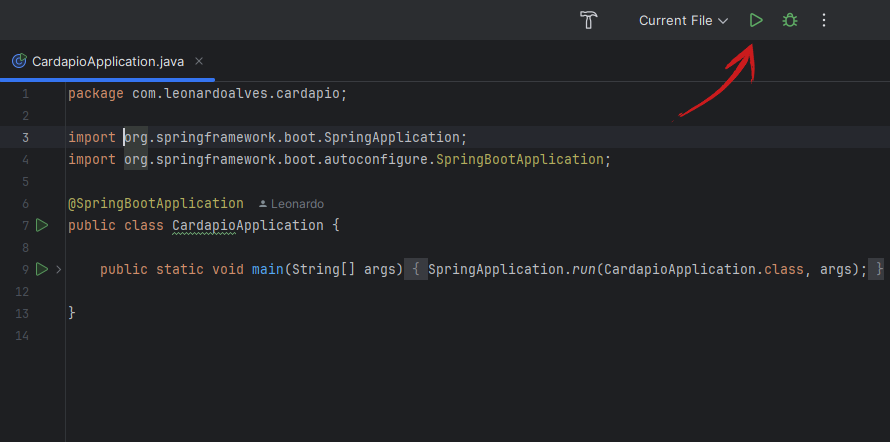 Current File
CardapioApplication.java
1 package com.leonardoalves.cardapio;
2
3 import org.springframework.boot.SpringApplication;
4 import org.springframework.boot.autoconfigure.SpringBootApplication;
5
6 @SpringBootApplication Leonardo
7 public class CardapioApplication {
8
9 public static void main(String[] args) { SpringApplication.run(CardapioApplication.class, args); }
12
13 }
14